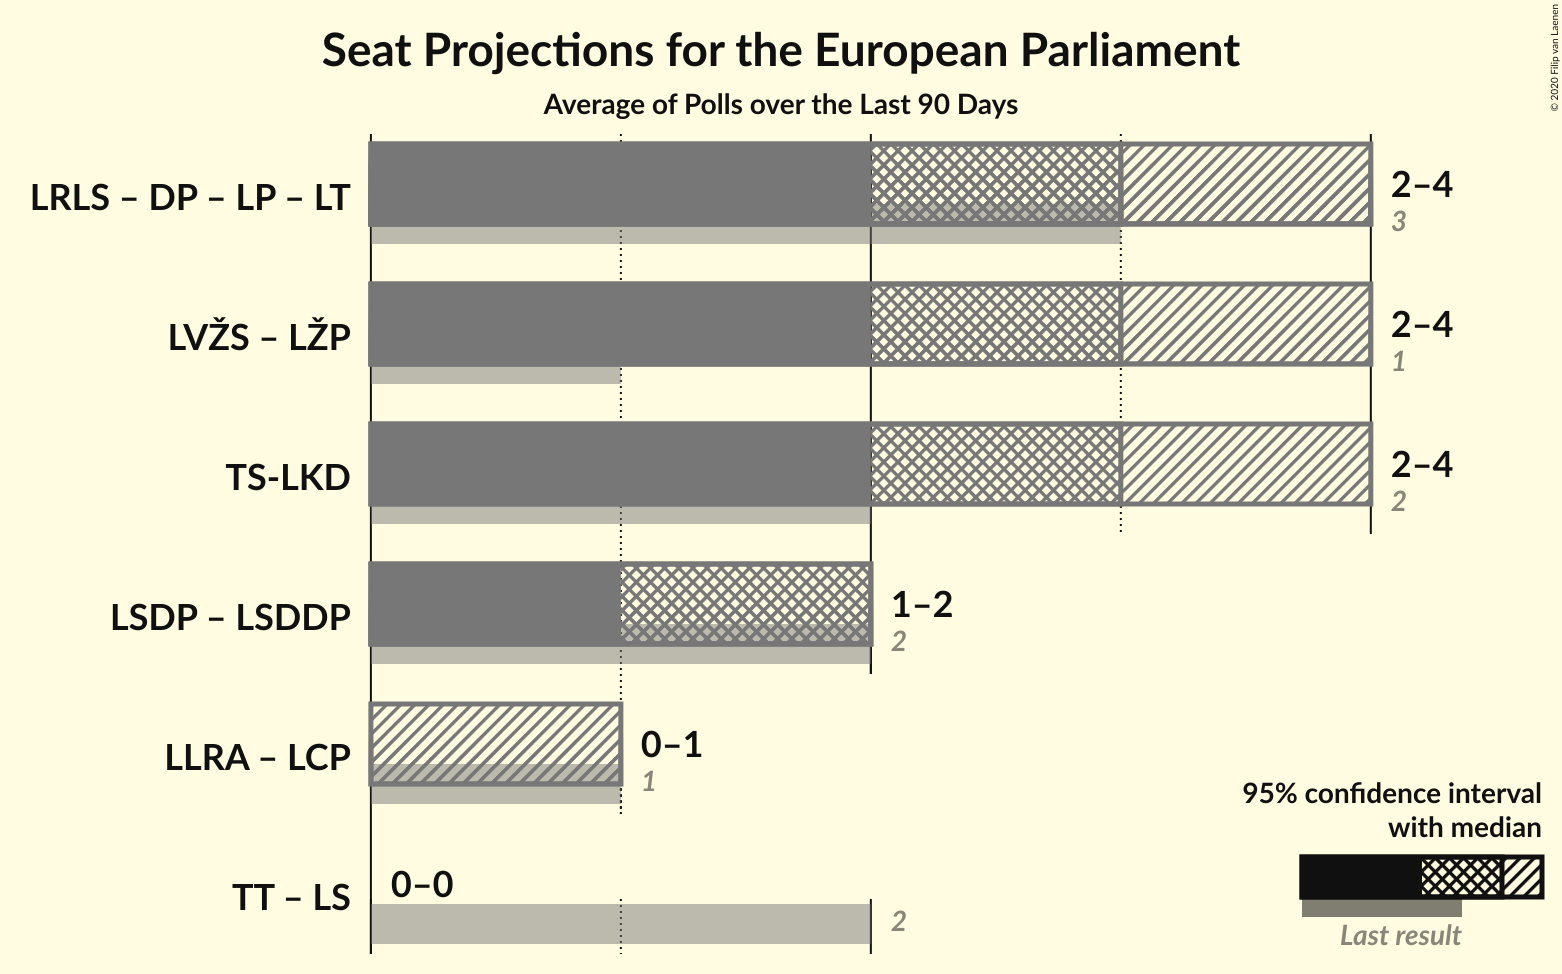 Seat Projections for the European Parliament
Average of Polls over the Last 90 Days
© 2020 Filip van Laenen
LRLS – DP – LP – LT
2–4
3
LVŽS – LŽP
2–4
1
TS-LKD
2–4
2
LSDP – LSDDP
1–2
2
LLRA – LCP
0–1
1
TT – LS
0–0
2
95% confidence interval
with median
Last result